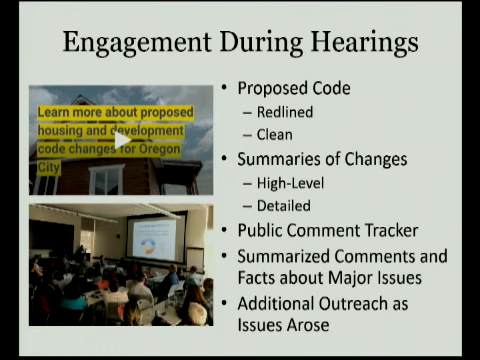 Engagement During Hearings
Learn more about proposed
housing and development
code changes for Oregon
City
• Proposed Code
– Redlined
– Clean
• Summaries of Changes
– High-Level
– Detailed
• Public Comment Tracker
• Summarized Comments and
Facts about Major Issues
• Additional Outreach as
Issues Arose